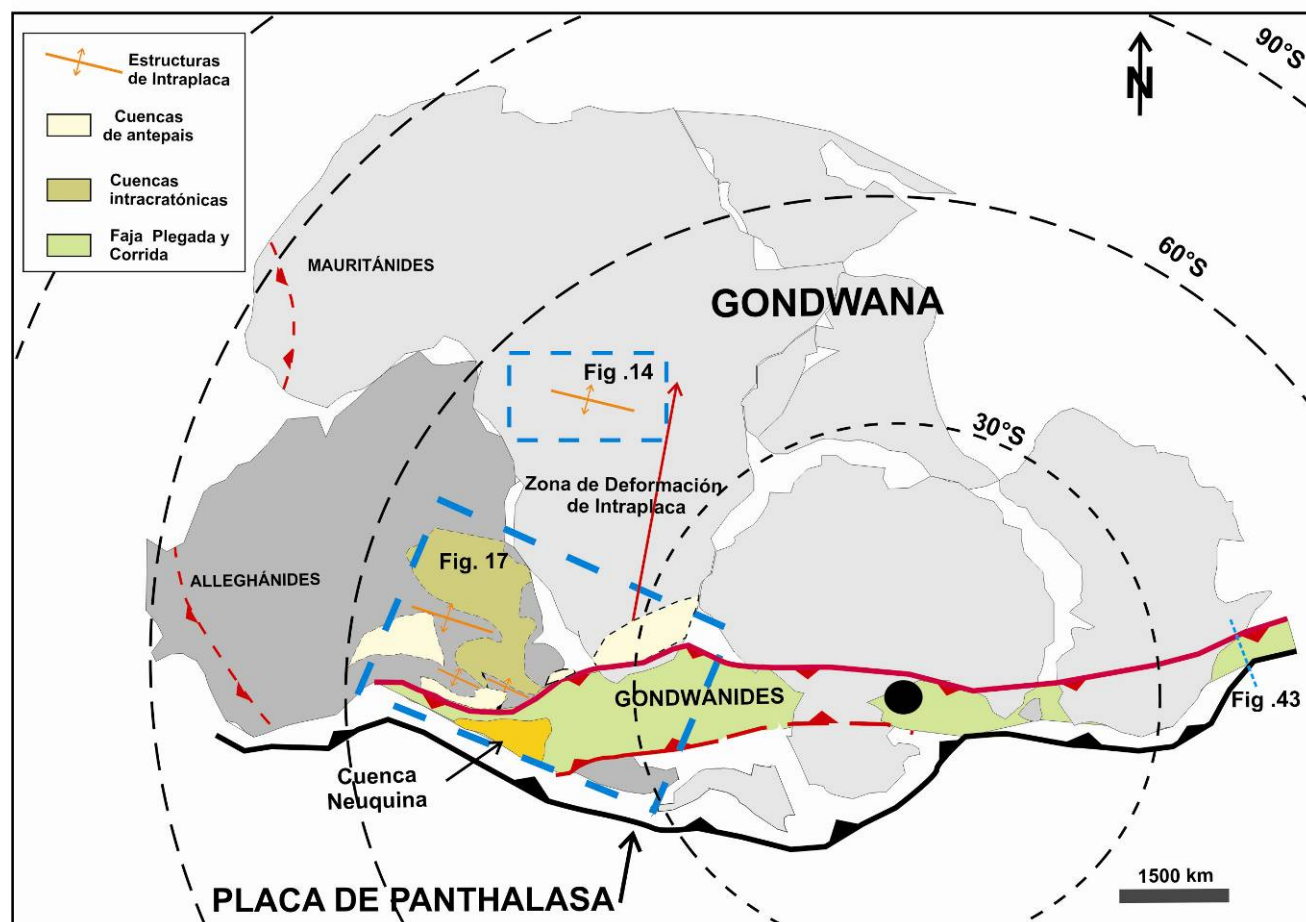 Estructuras
de Intraplaca
Cuencas
de antepais
Cuencas
intracratónicas
Faja Plegada y
Corrida
N
90°S
60°S
30°S
MAURITÁNIDES
GONDWANA
Fig .14
Zona de Deformación
de Intraplaca
Fig. 17
ALLEGHÁNIDES
GONDWANIDES
Fig .43
Cuenca
Neuquina
PLACA DE PANTHALASA
1500 km